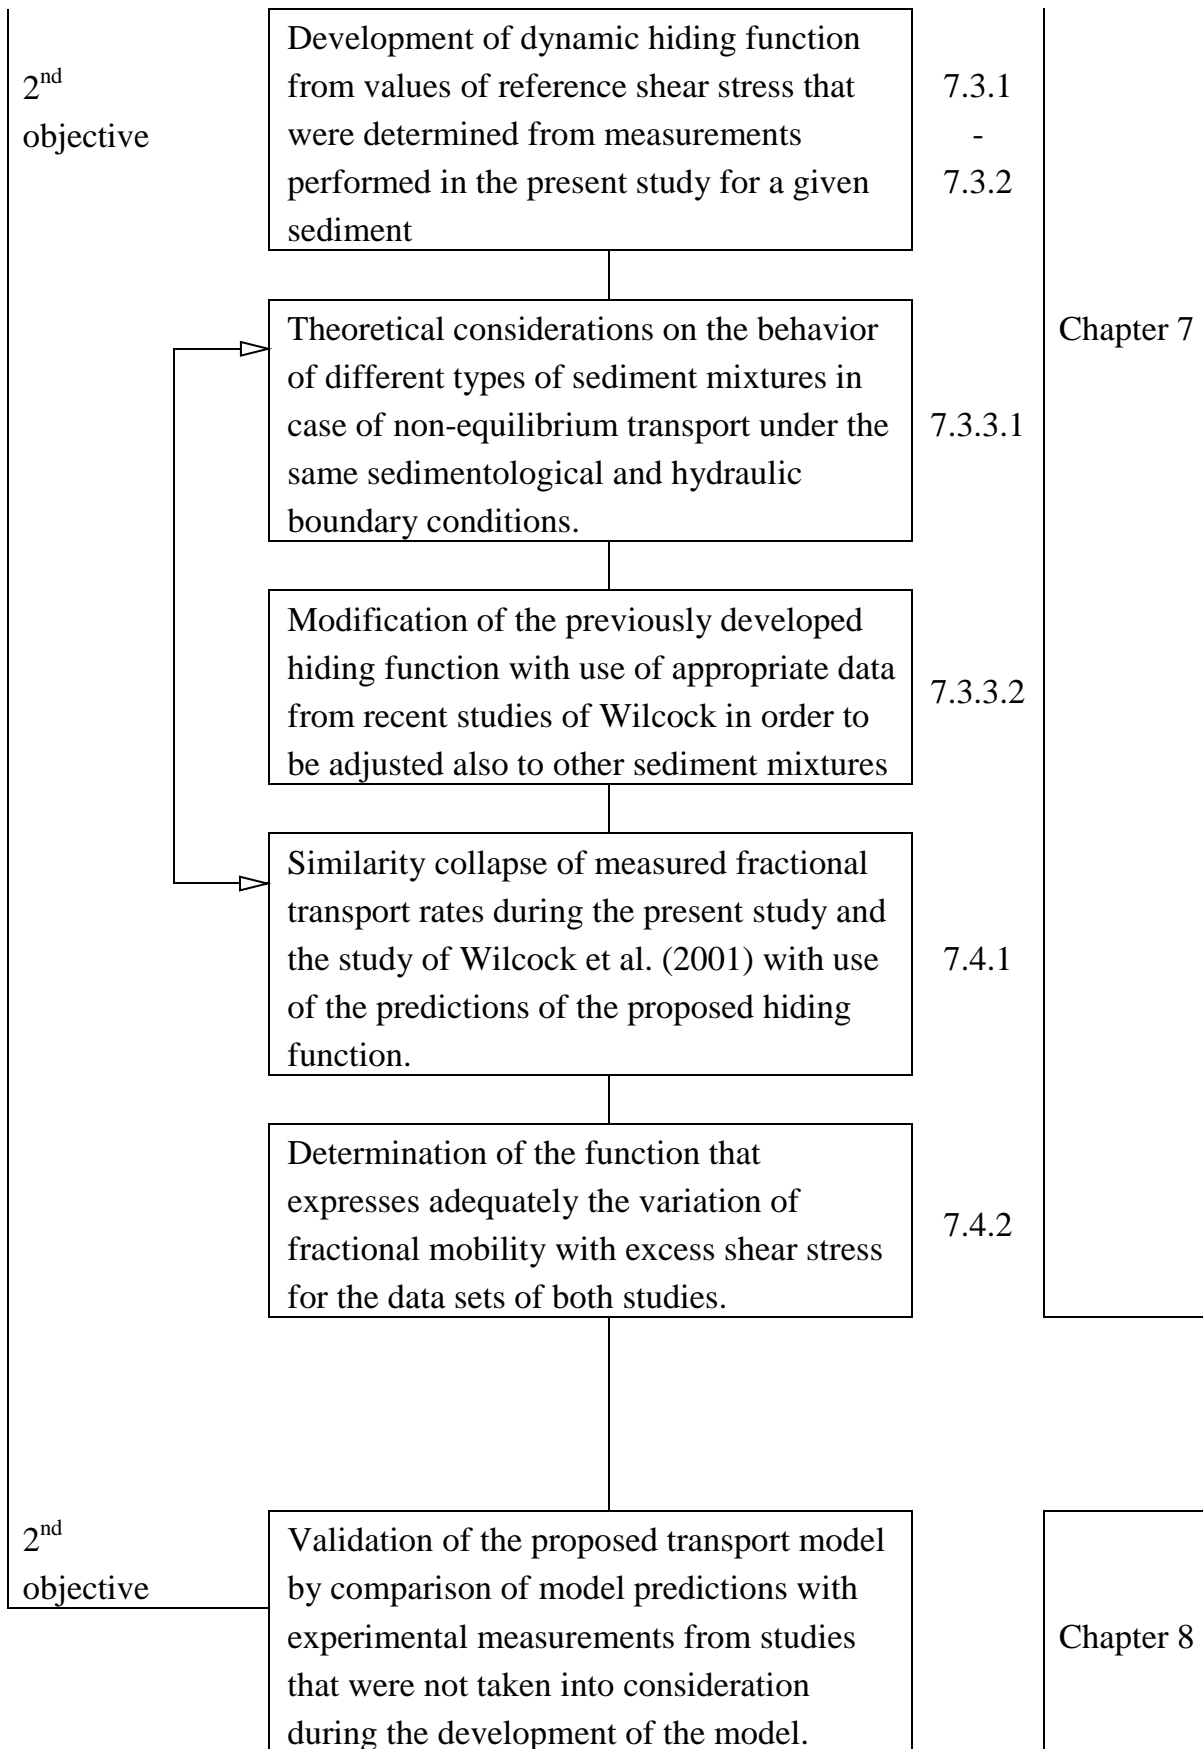 2nd
objective
Development of dynamic hiding function
from values of reference shear stress that
were determined from measurements
performed in the present study for a given
sediment
7.3.1
-
7.3.2
Theoretical considerations on the behavior
of different types of sediment mixtures in
case of non-equilibrium transport under the
same sedimentological and hydraulic
boundary conditions.
7.3.3.1
Chapter 7
Modification of the previously developed
hiding function with use of appropriate data
from recent studies of Wilcock in order to
be adjusted also to other sediment mixtures
7.3.3.2
Similarity collapse of measured fractional
transport rates during the present study and
the study of Wilcock et al. (2001) with use
of the predictions of the proposed hiding
function.
7.4.1
Determination of the function that
expresses adequately the variation of
fractional mobility with excess shear stress
for the data sets of both studies.
7.4.2
2nd
objective
Validation of the proposed transport model
by comparison of model predictions with
experimental measurements from studies
that were not taken into consideration
during the development of the model.
Chapter 8